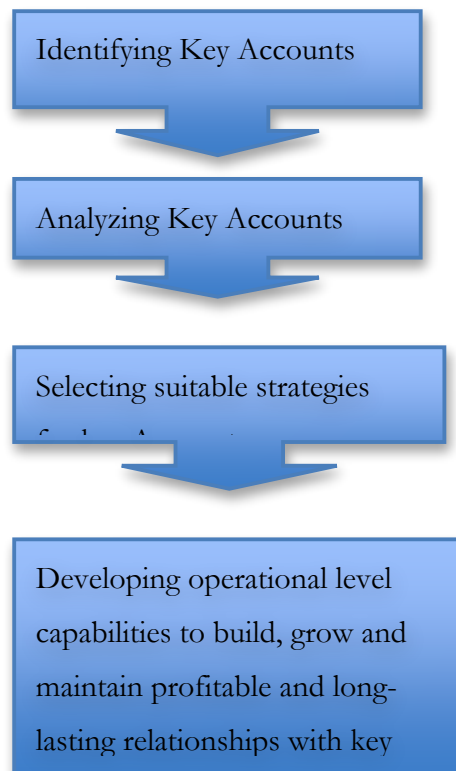 Identifying Key Accounts
Analyzing Key Accounts
Selecting suitable strategies
Developing operational level
capabilities to build, grow and
maintain profitable and long-
lasting relationships with key